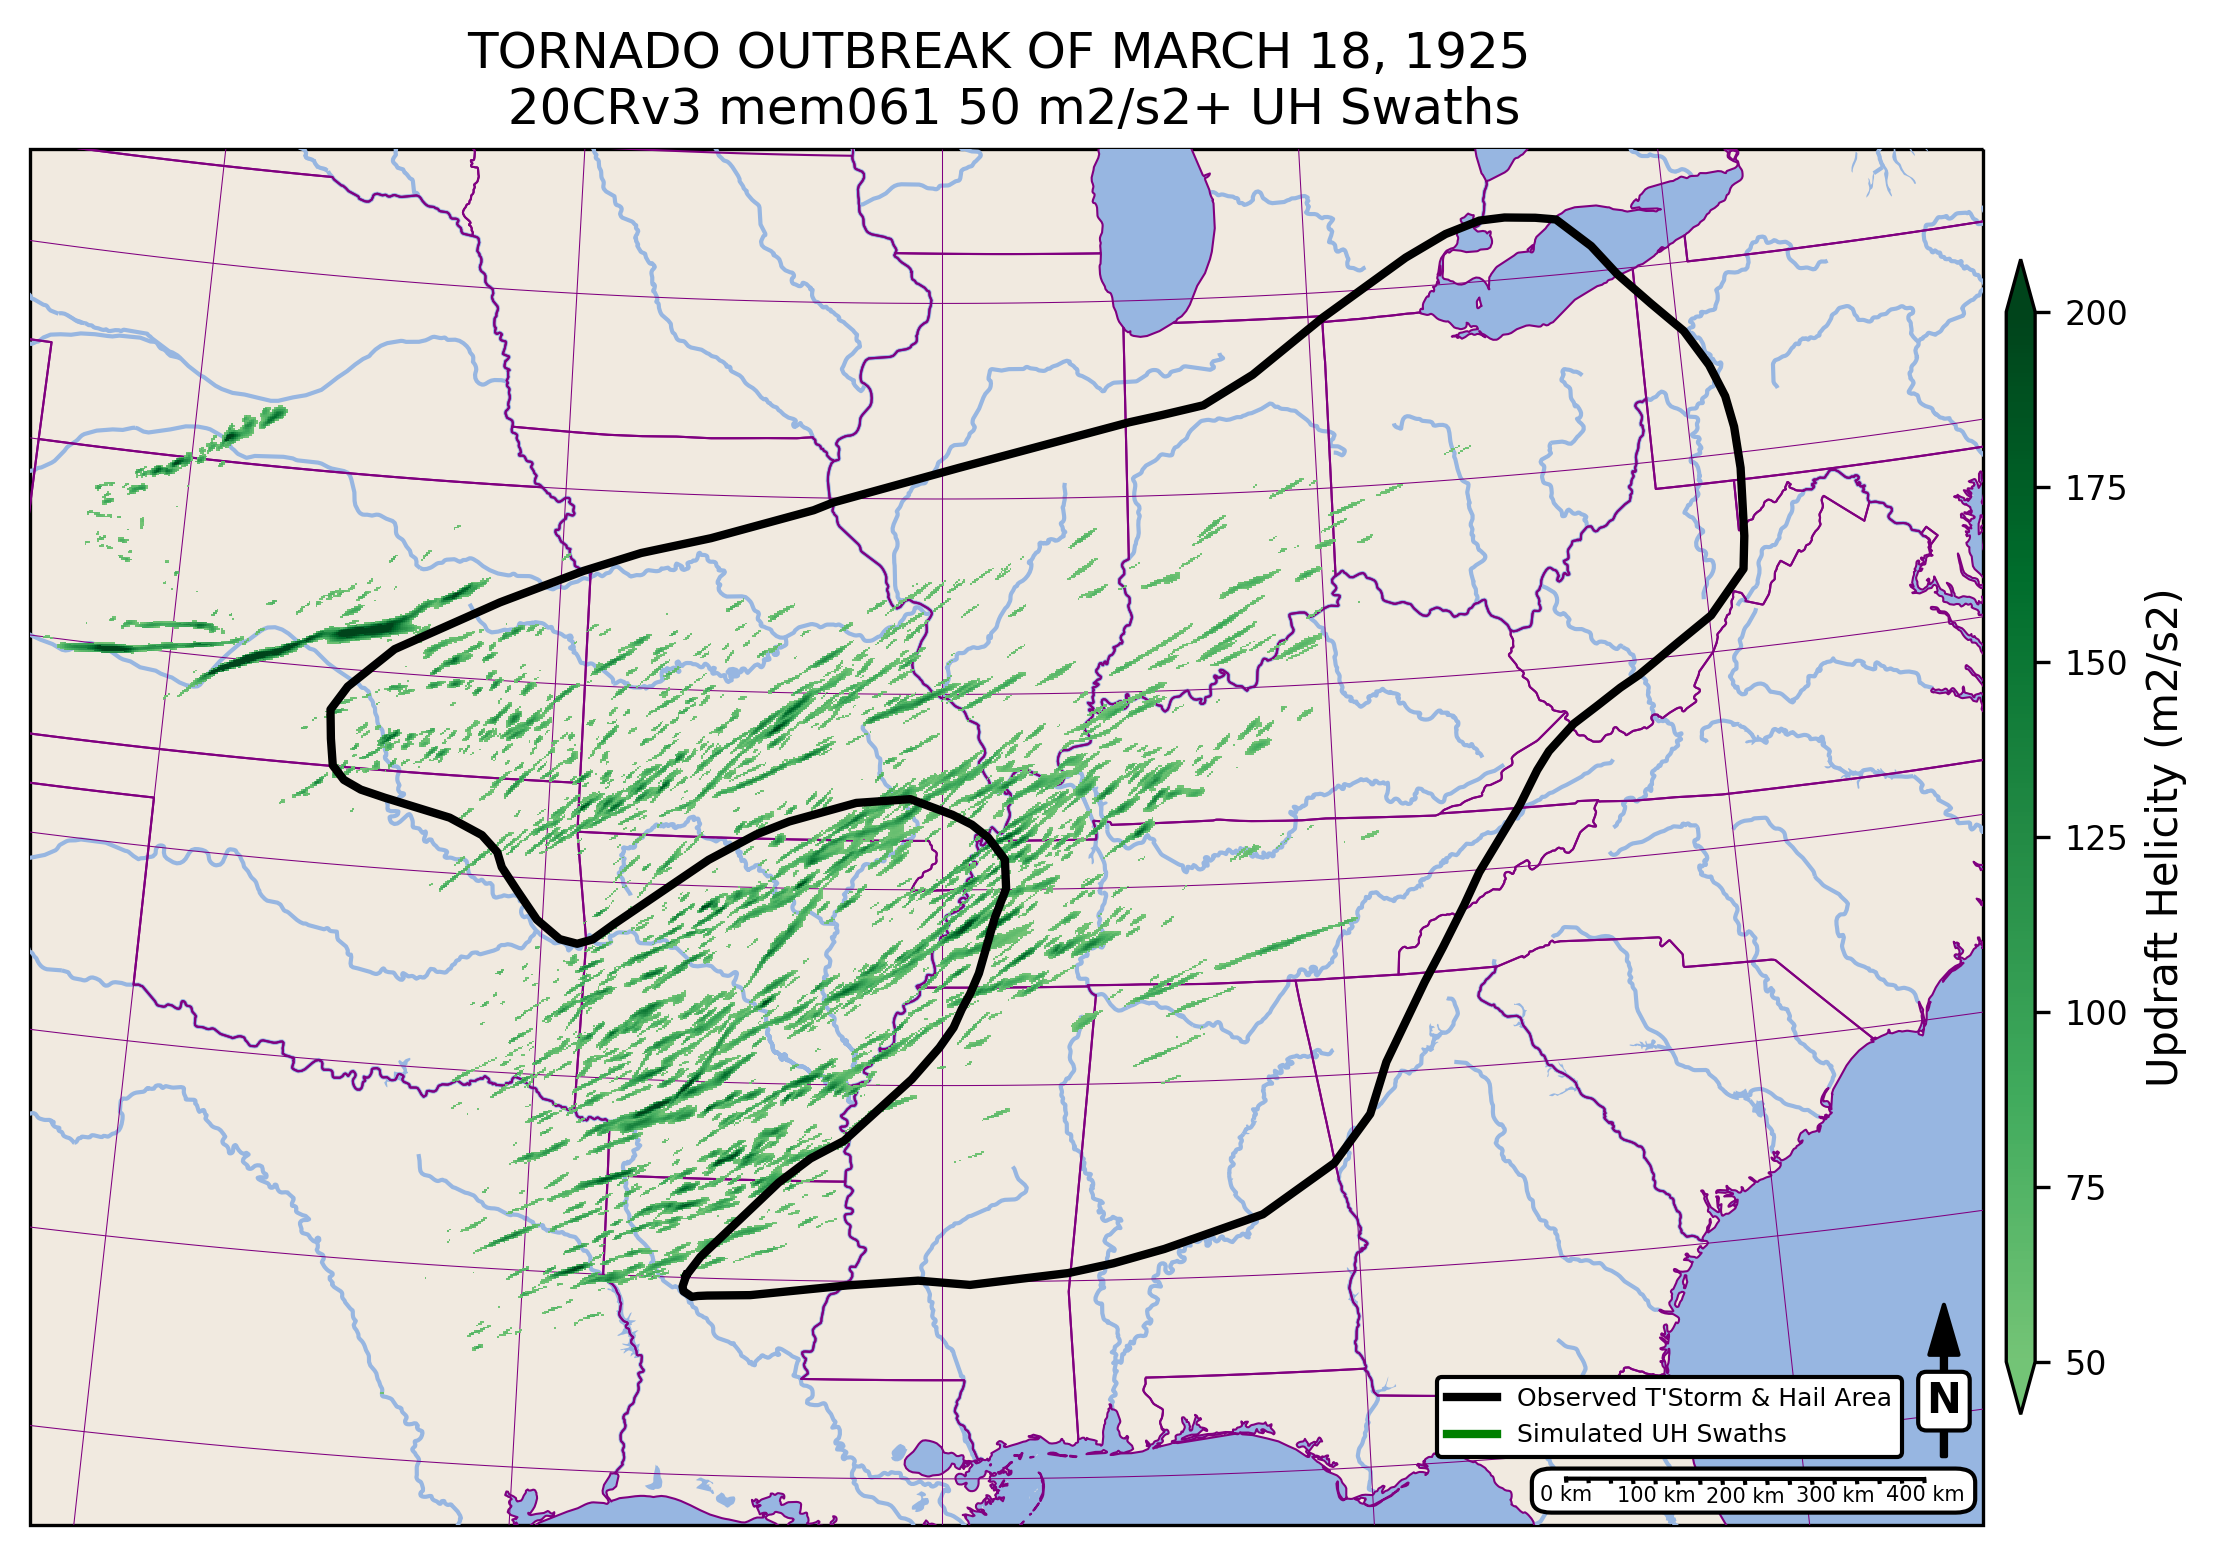 TORNADO OUTBREAK OF MARCH 18, 1925
20CRv3 mem061 50 m2/s2+ UH Swaths
200
175
150
125
100
75
50
Updraft Helicity (m2/s2)
Observed T'Storm & Hail Area
Simulated UH Swaths
N
0 km 100 km 200 km 300 km 400 km